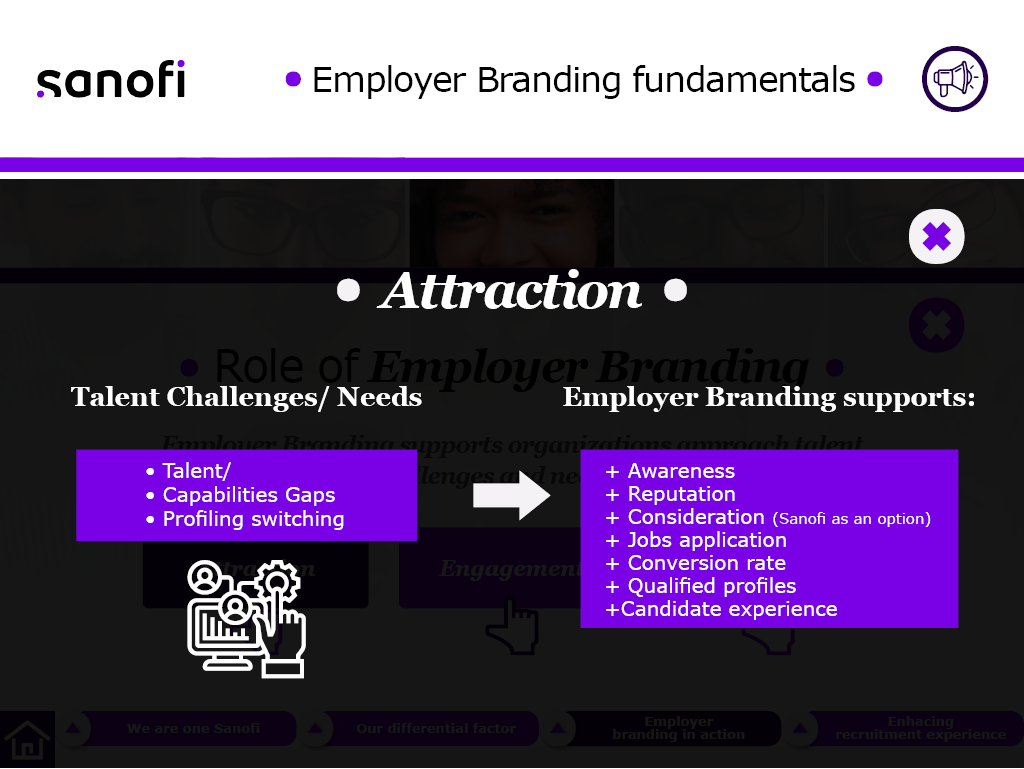 sanofi
• Employer Branding fundamentals •
• Attraction •
• Role of Employer Branding •
Talent Challenges/ Needs
Employer Branding supports:
Employer Branding supports organizations approach talent
llenges and nee
• Talent/
• Capabilities Gaps
• Profiling switching
+ Awareness
+ Reputation
+ Consideration (Sanofi as an option)
+ Jobs application
+ Conversion rate
+ Qualified profiles
+Candidate experience
Engagement
We are one Sanofi
Our differential factor
Employer
branding in action
Enhacing
recruitment experience